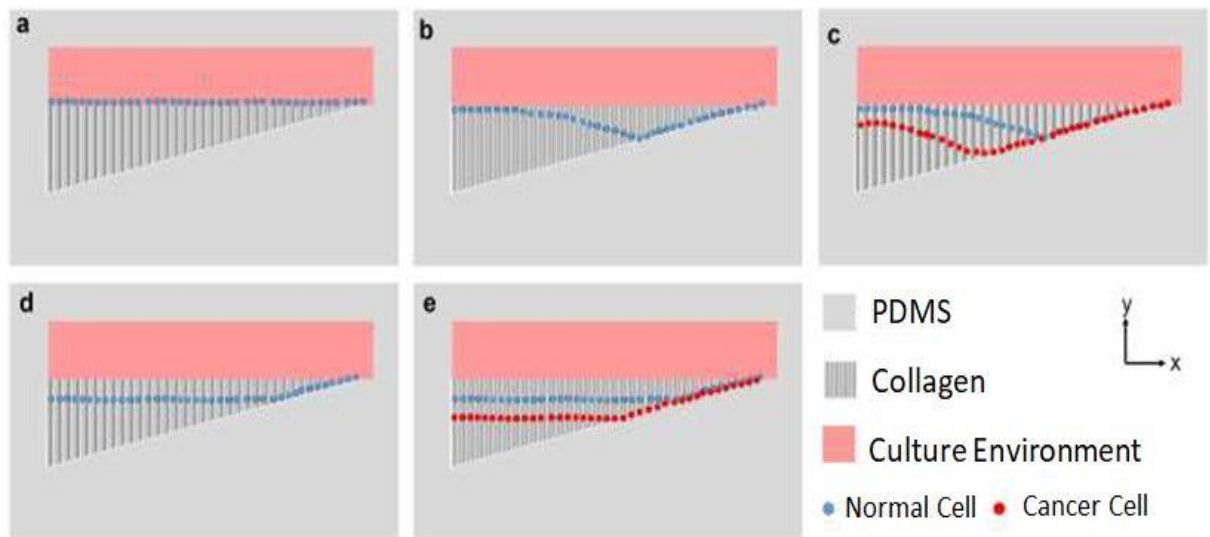 a
b
c
d
e
PDMS
Collagen
Culture Environment
Normal Cell
Cancer Cell
y
x